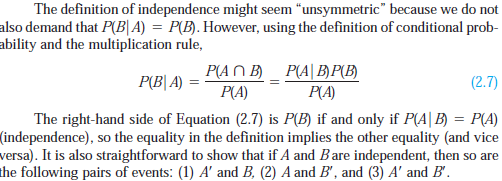 The definition of independence might seem “unsymmetric” because we do not
also demand that P(B|A) = P(B). However, using the definition of conditional prob-
ability and the multiplication rule,
P(B|A) = P(A ∩ B) / P(A) = P(A|B)P(B) / P(A) (2.7)
The right-hand side of Equation (2.7) is P(B) if and only if P(A|B) = P(A)
(independence), so the equality in the definition implies the other equality (and vice
versa). It is also straightforward to show that if A and B are independent, then so are
the following pairs of events: (1) A′ and B, (2) A and B′, and (3) A′ and B′.